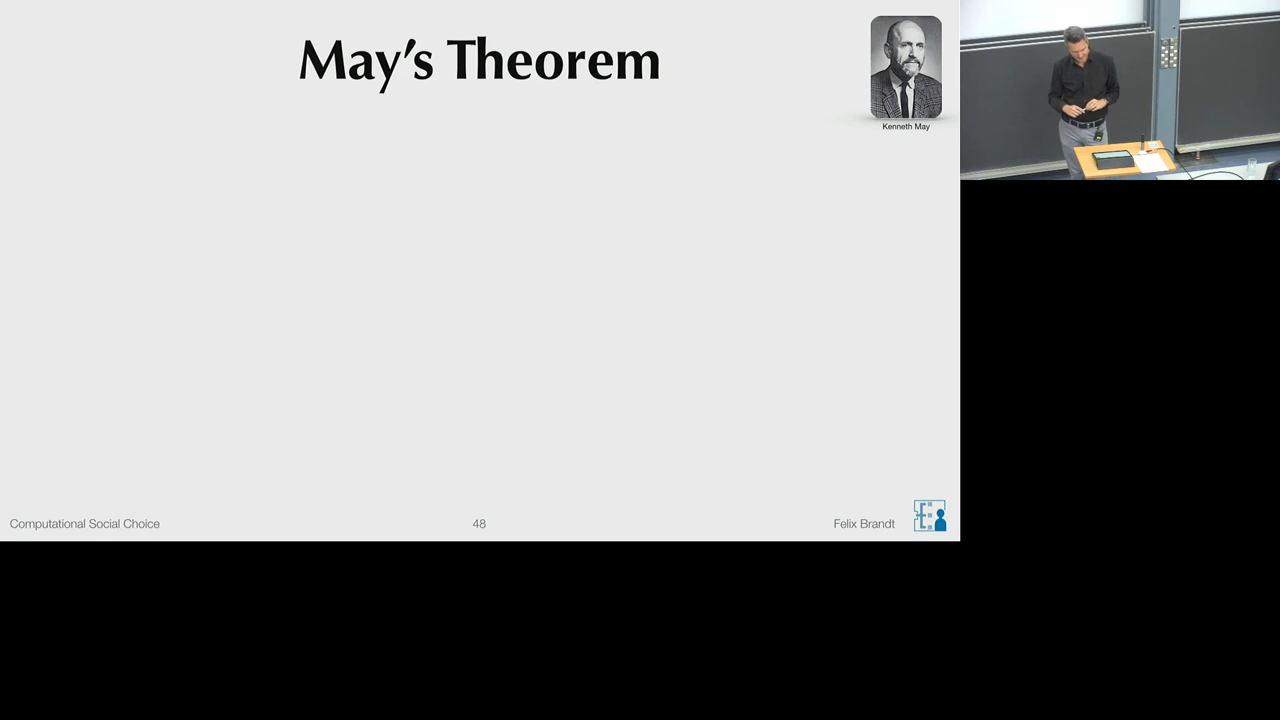 May's Theorem
Kenneth May
Computational Social Choice
48
Felix Brandt